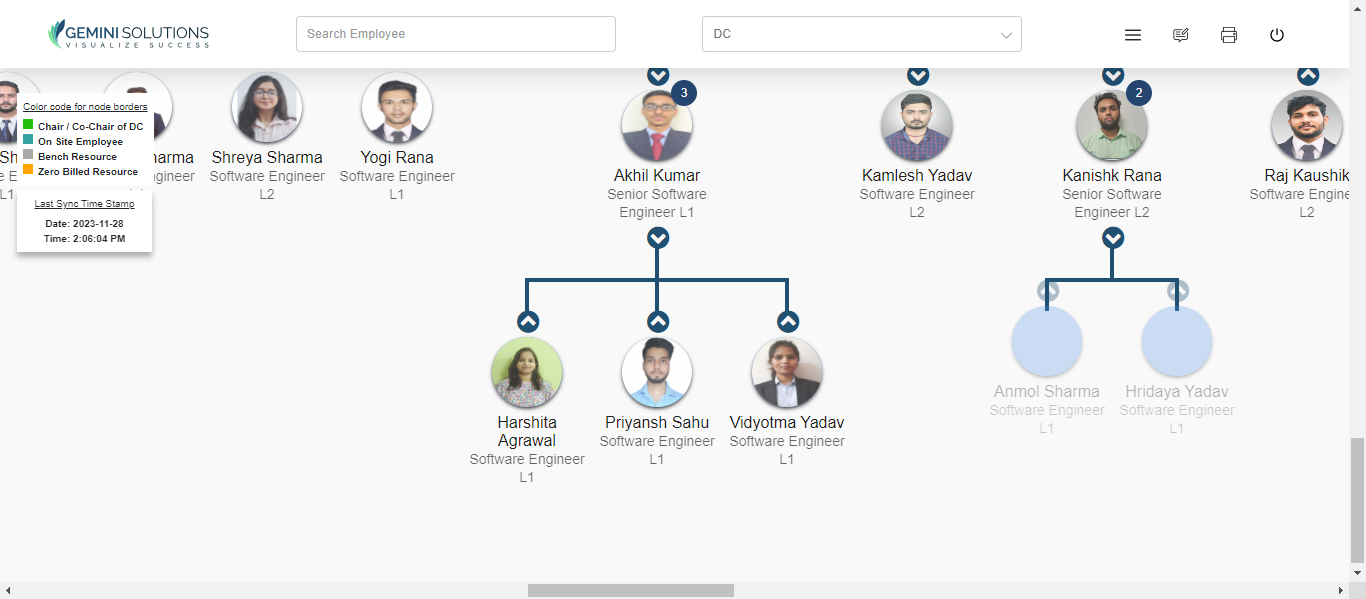 GEMINI SOLUTIONS
VISUALIZE SUCCESS
Search Employee
DC
Color code for node borders
Chair / Co-Chair of DC
On Site Employee
Bench Resource
Zero Billed Resource
Last Sync Time Stamp
Date: 2023-11-28
Time: 2:06:04 PM
Sh
L1
harma
gineer
Shreya Sharma
Software Engineer
L2
Yogi Rana
Software Engineer
L1
3
Akhil Kumar
Senior Software
Engineer L1
Kamlesh Yadav
Software Engineer
L2
2
Kanishk Rana
Senior Software
Engineer L2
Raj Kaushik
Software Engine
L2
Harshita
Agrawal
Software Engineer
L1
Priyansh Sahu
Software Engineer
L1
Vidyotma Yadav
Software Engineer
L1
Anmol Sharma
Software Engineer
L1
Hridaya Yadav
Software Engineer
L1